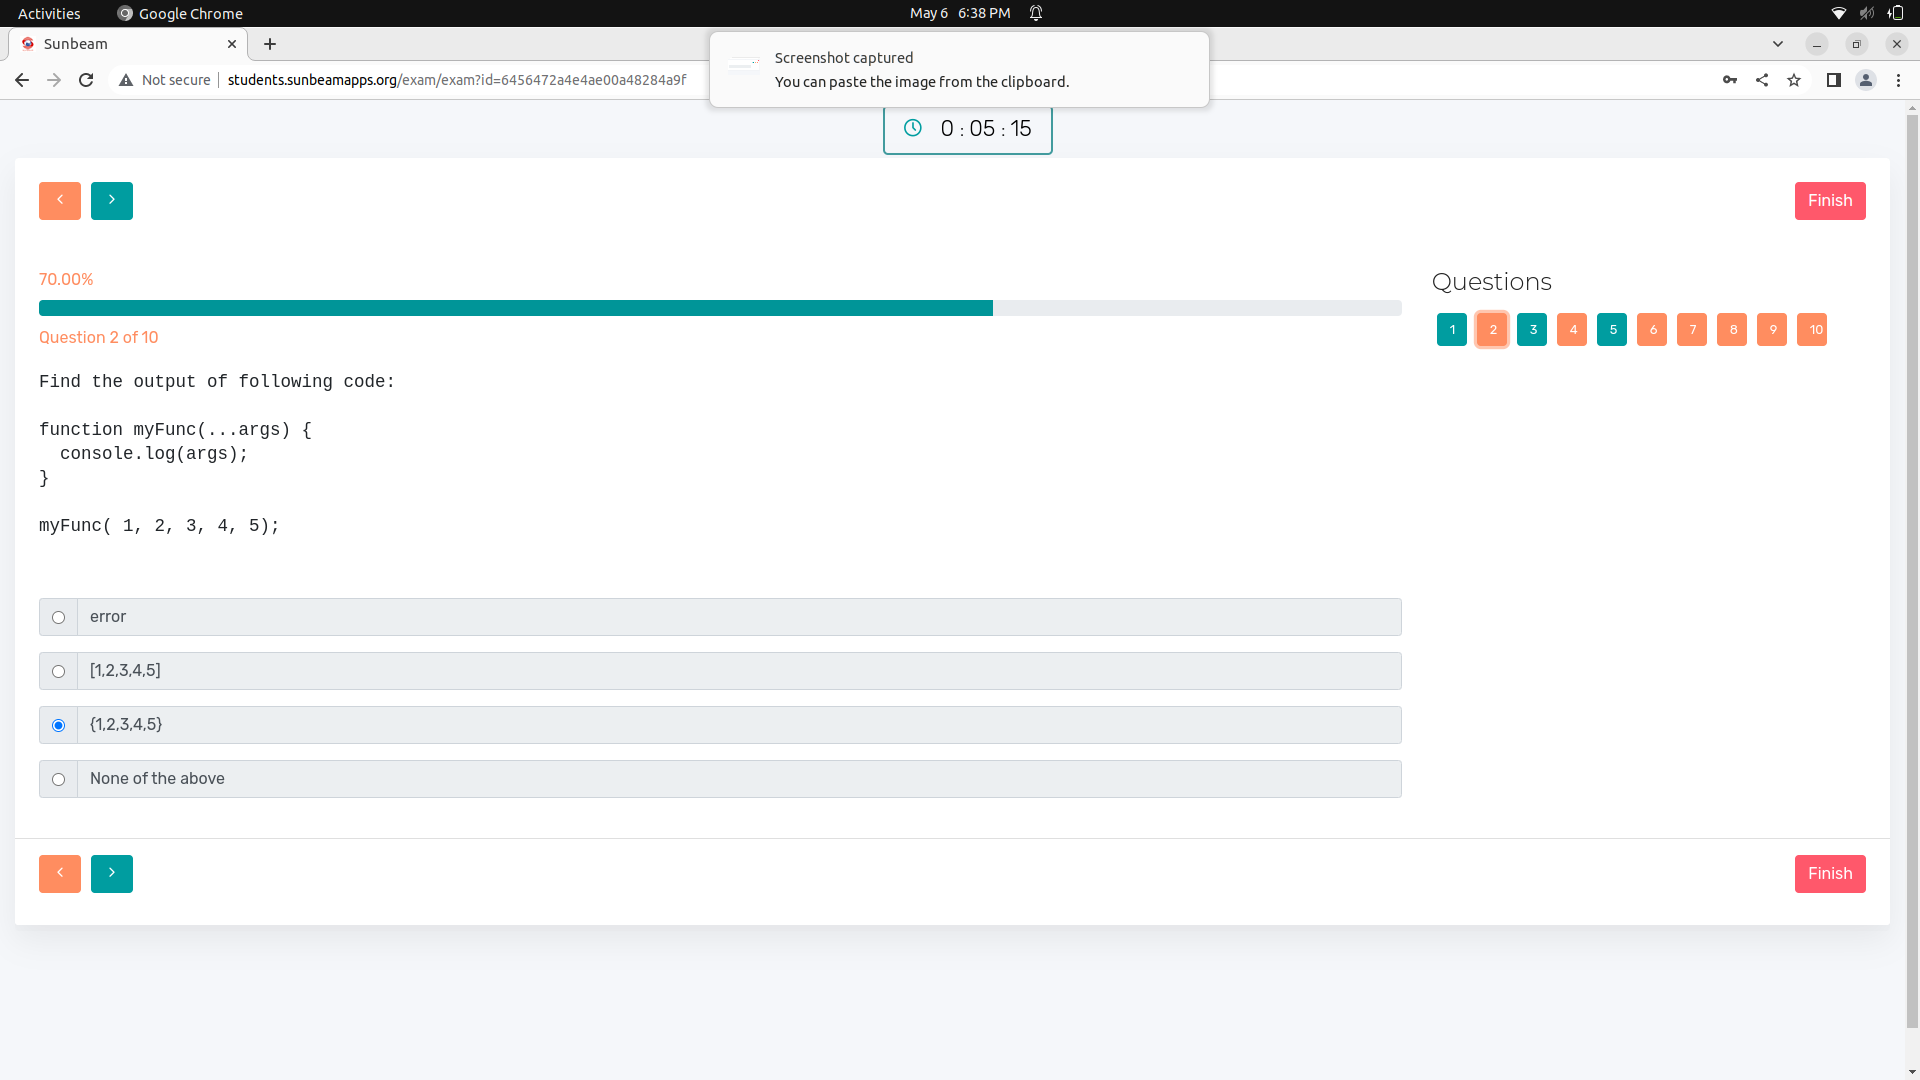 Activities
Google Chrome
May 6 6:38 PM
Sunbeam
Screenshot captured
You can paste the image from the clipboard.
Not secure
students.sunbeamapps.org/exam/exam?id=6456472a4e4ae00a48284a9f
0 : 05 : 15
Finish
70.00%
Question 2 of 10
Questions
1 2 3 4 5 6 7 8 9 10
Find the output of following code:
function myFunc(...args) {
console.log(args);
}
myFunc( 1, 2, 3, 4, 5);
error
[1,2,3,4,5]
{1,2,3,4,5}
None of the above
Finish